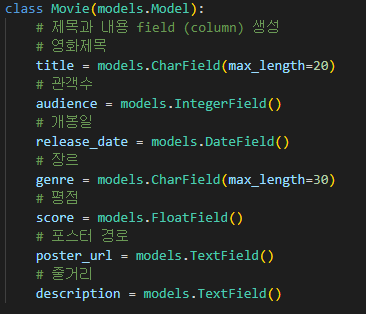 class Movie(models.Model):
    # 제목과 내용 field (column) 생성
    # 영화제목
    title = models.CharField(max_length=20)
    # 관객수
    audience = models.IntegerField()
    # 개봉일
    release_date = models.DateField()
    # 장르
    genre = models.CharField(max_length=30)
    # 평점
    score = models.FloatField()
    # 포스터 경로
    poster_url = models.TextField()
    # 줄거리
    description = models.TextField()